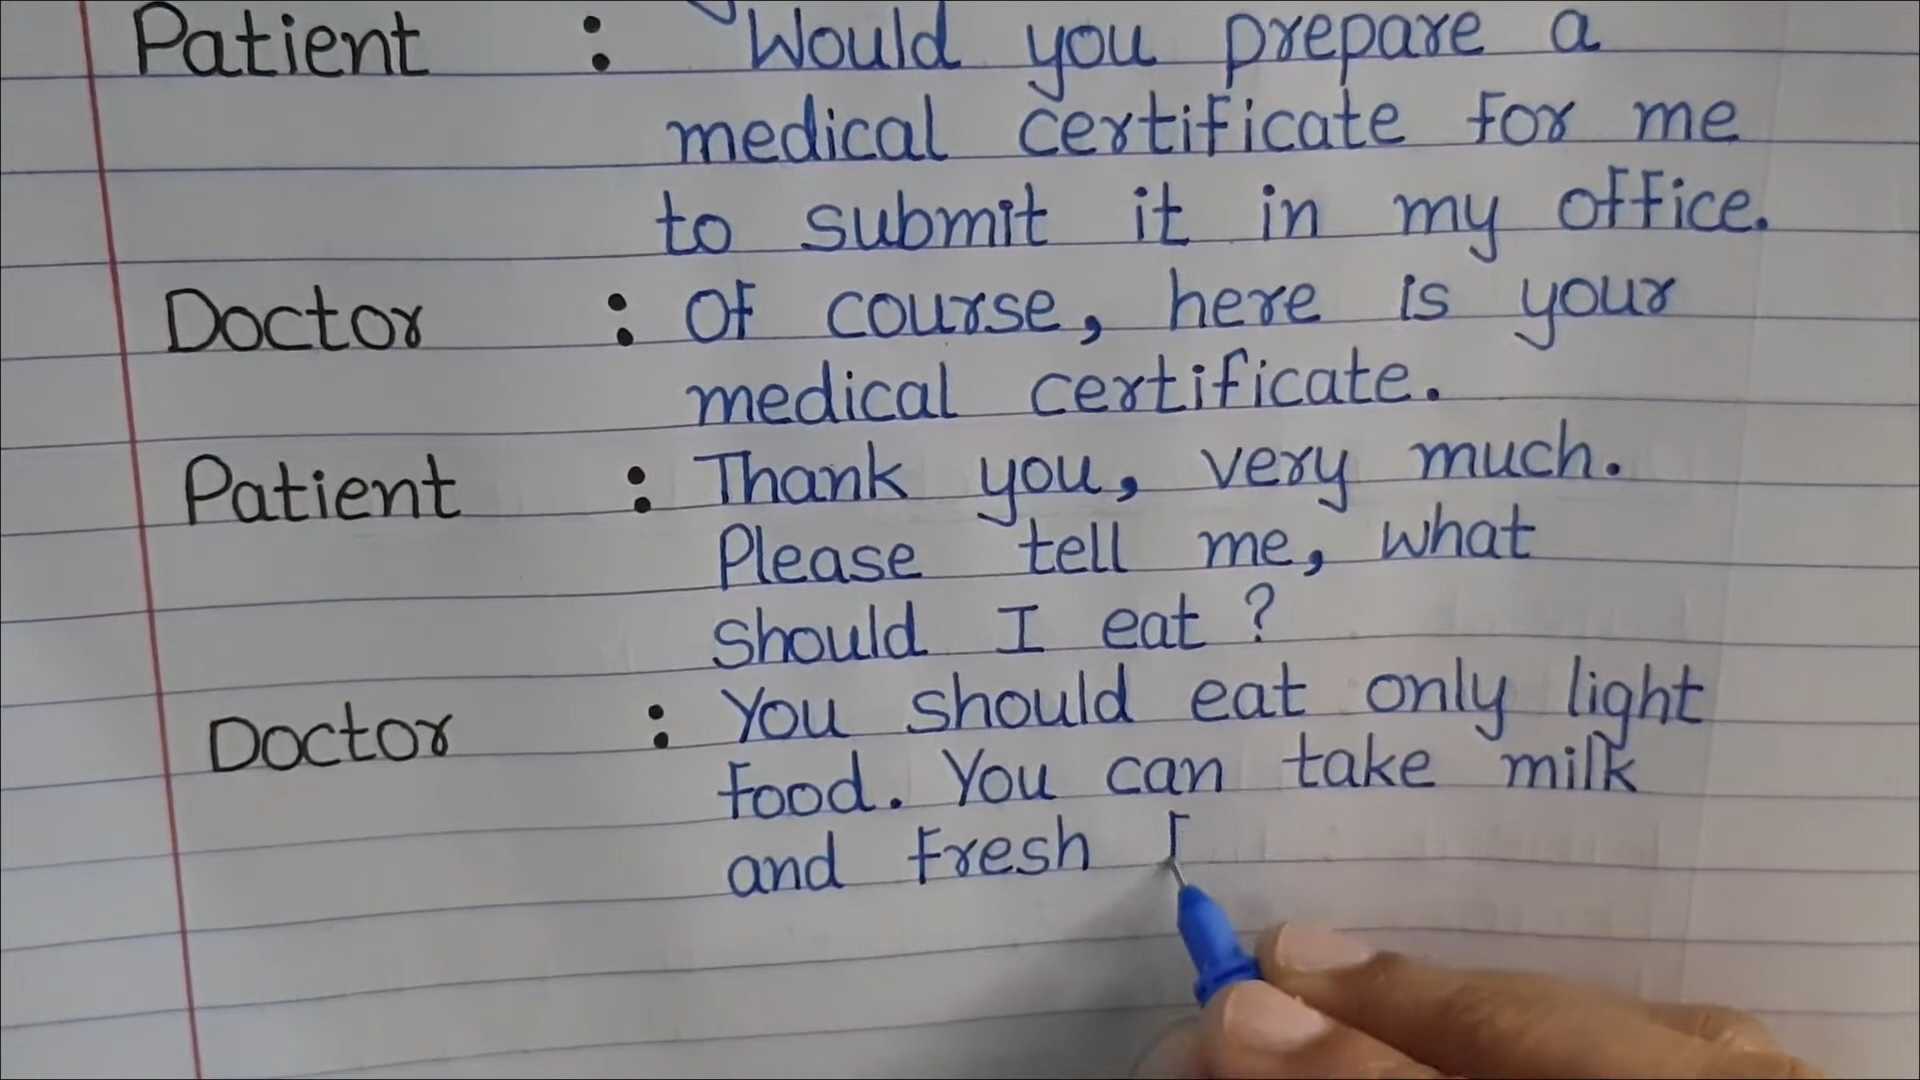 Patient : Would you prepare a
medical certificate for me
to submit it in my office.
Doctor : Of course, here is your
medical certificate.
Patient : Thank you, very much.
Please tell me, what
should I eat ?
Doctor : You should eat only light
food. You can take milk
and fresh